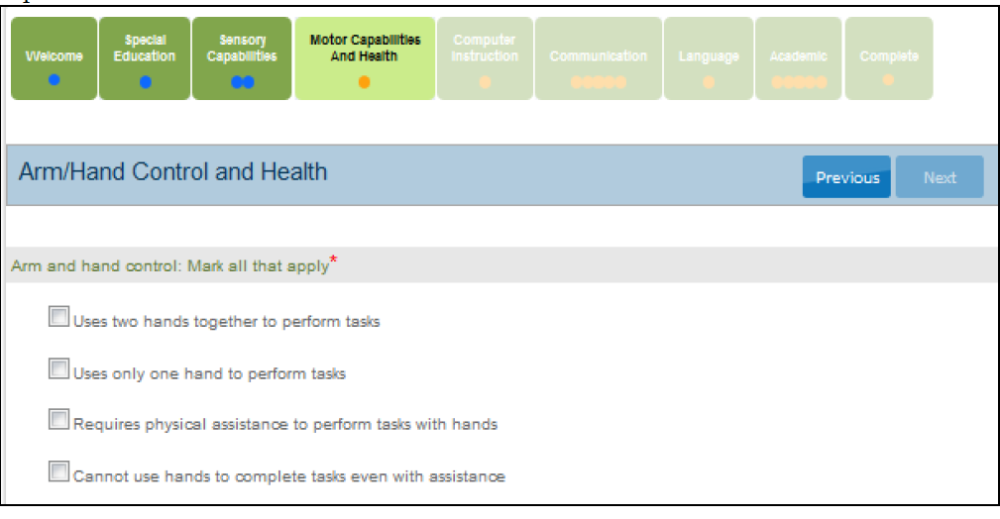 Welcome
Special
Education
Sensory
Capabilities
Motor Capabilities
And Health
Computer
Instruction
Communication
Language
Academic
Complete
Arm/Hand Control and Health
Previous
Next
Arm and hand control: Mark all that apply*
Uses two hands together to perform tasks
Uses only one hand to perform tasks
Requires physical assistance to perform tasks with hands
Cannot use hands to complete tasks even with assistance